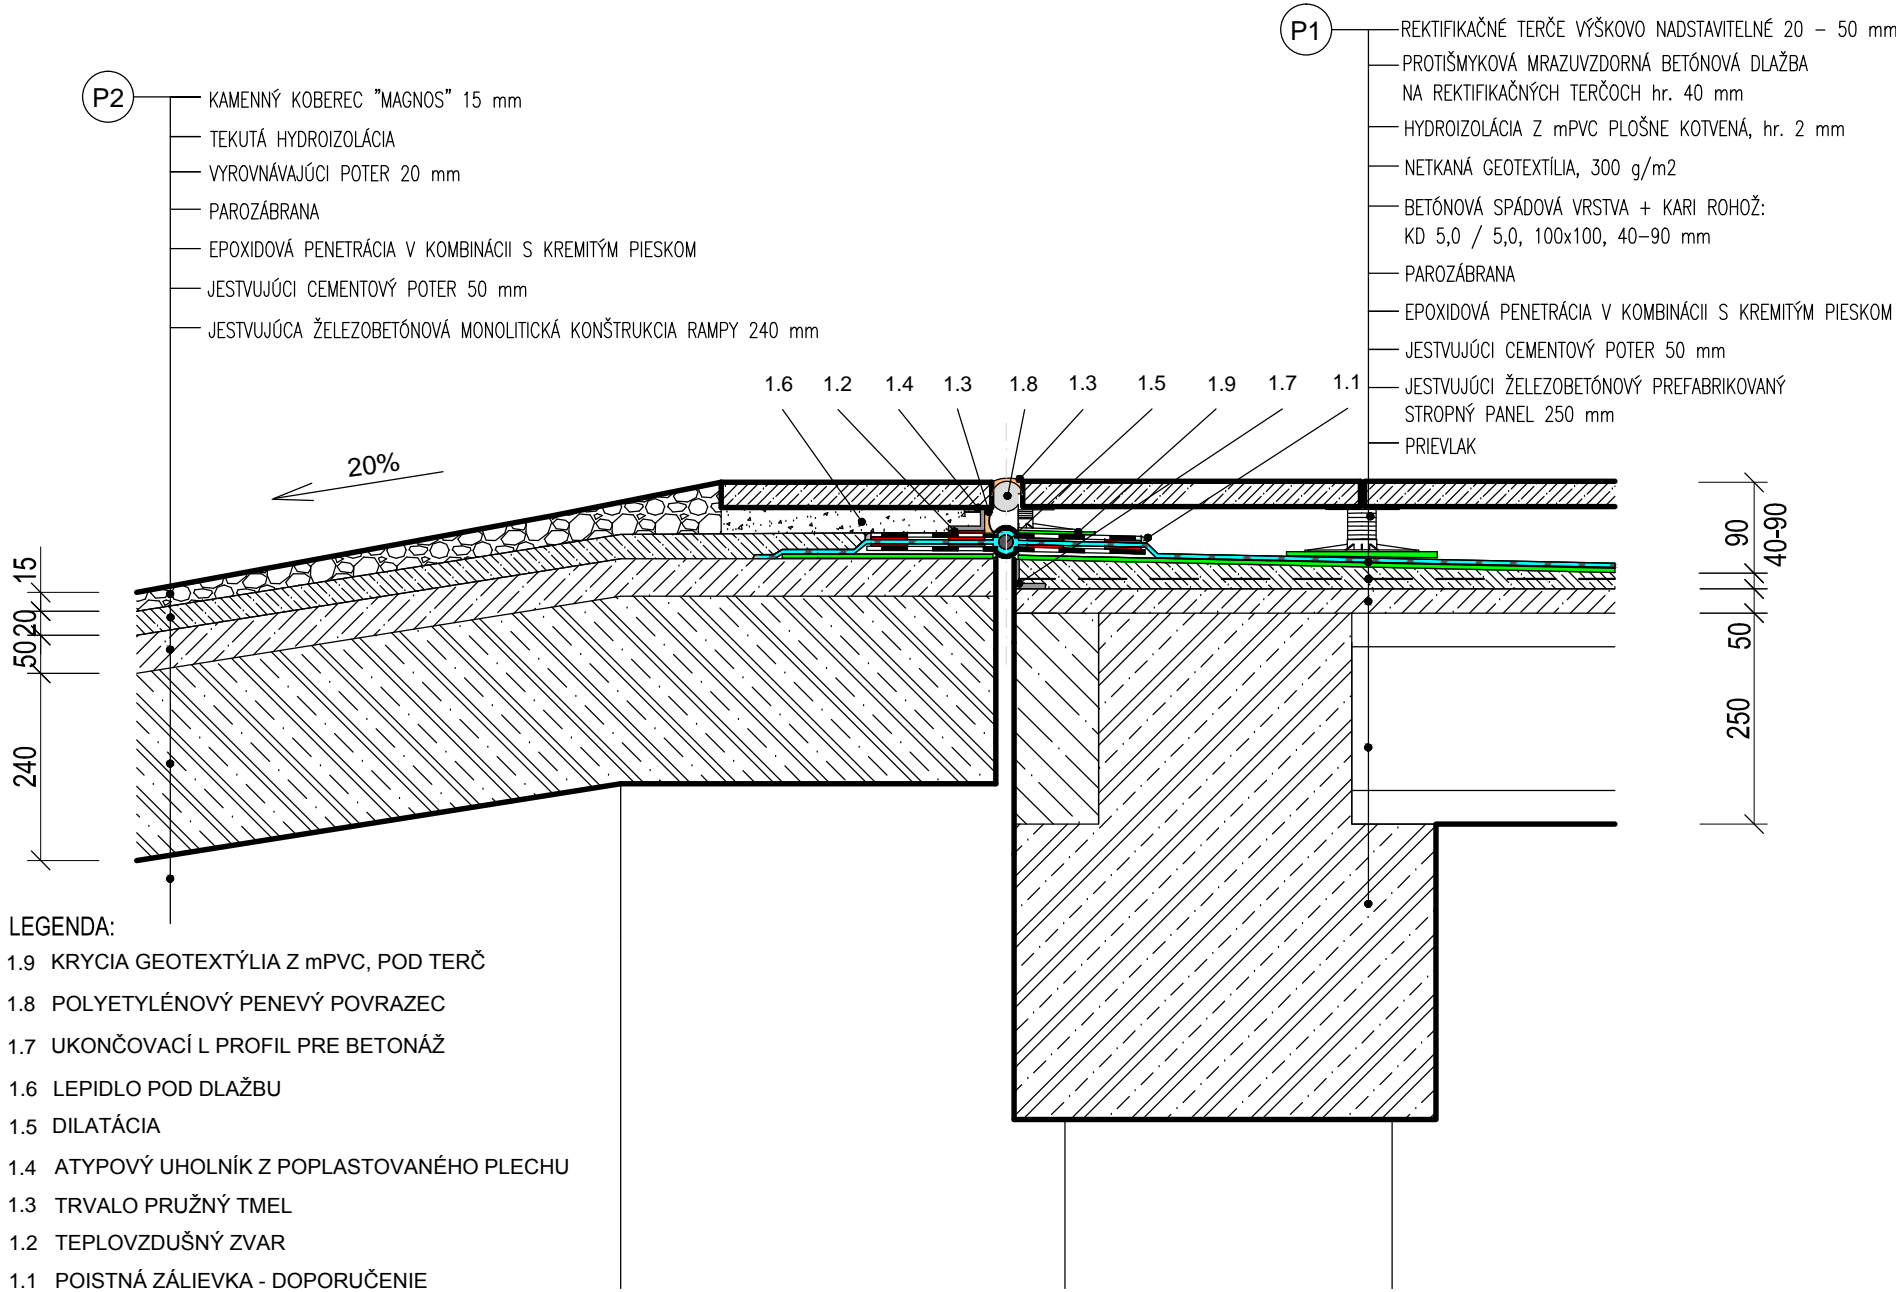 P1
REKTIFIKAČNÉ TERČE VÝŠKOVO NADSTAVITELNÉ 20 – 50 mm
PROTIŠMYKOVÁ MRAZUVZDORNÁ BETÓNOVÁ DLAŽBA
NA REKTIFIKAČNÝCH TERČOCH hr. 40 mm
HYDROIZOLÁCIA Z mPVC PLOŠNE KOTVENÁ, hr. 2 mm
NETKANÁ GEOTEXTÍLIA, 300 g/m2
BETÓNOVÁ SPÁDOVÁ VRSTVA + KARI ROHOŽ:
KD 5,0 / 5,0, 100x100, 40–90 mm
PAROZÁBRANA
EPOXIDOVÁ PENETRÁCIA V KOMBINÁCII S KREMITÝM PIESKOM
JESTVUJÚCI CEMENTOVÝ POTER 50 mm
JESTVUJÚCI ŽELEZOBETÓNOVÝ PREFABRIKOVANÝ
STROPNÝ PANEL 250 mm
PRIEVLAK
P2
KAMENNÝ KOBEREC "MAGNOS" 15 mm
TEKUTÁ HYDROIZOLÁCIA
VYROVNÁVAJÚCI POTER 20 mm
PAROZÁBRANA
EPOXIDOVÁ PENETRÁCIA V KOMBINÁCII S KREMITÝM PIESKOM
JESTVUJÚCI CEMENTOVÝ POTER 50 mm
JESTVUJÚCA ŽELEZOBETÓNOVÁ MONOLITICKÁ KONŠTRUKCIA RAMPY 240 mm
1.6 1.2 1.4 1.3 1.8 1.3 1.5 1.9 1.7 1.1
20%
15
20
50
240
90
40-90
50
250
LEGENDA:
1.9 KRYCIA GEOTEXTÝLIA Z mPVC, POD TERČ
1.8 POLYETYLÉNOVÝ PENEVÝ POVRAZEC
1.7 UKONČOVACÍ L PROFIL PRE BETONÁŽ
1.6 LEPIDLO POD DLAŽBU
1.5 DILATÁCIA
1.4 ATYPOVÝ UHOLNÍK Z POPLASTOVANÉHO PLECHU
1.3 TRVALO PRUŽNÝ TMEL
1.2 TEPLOVZDUŠNÝ ZVAR
1.1 POISTNÁ ZÁLIEVKA - DOPORUČENIE